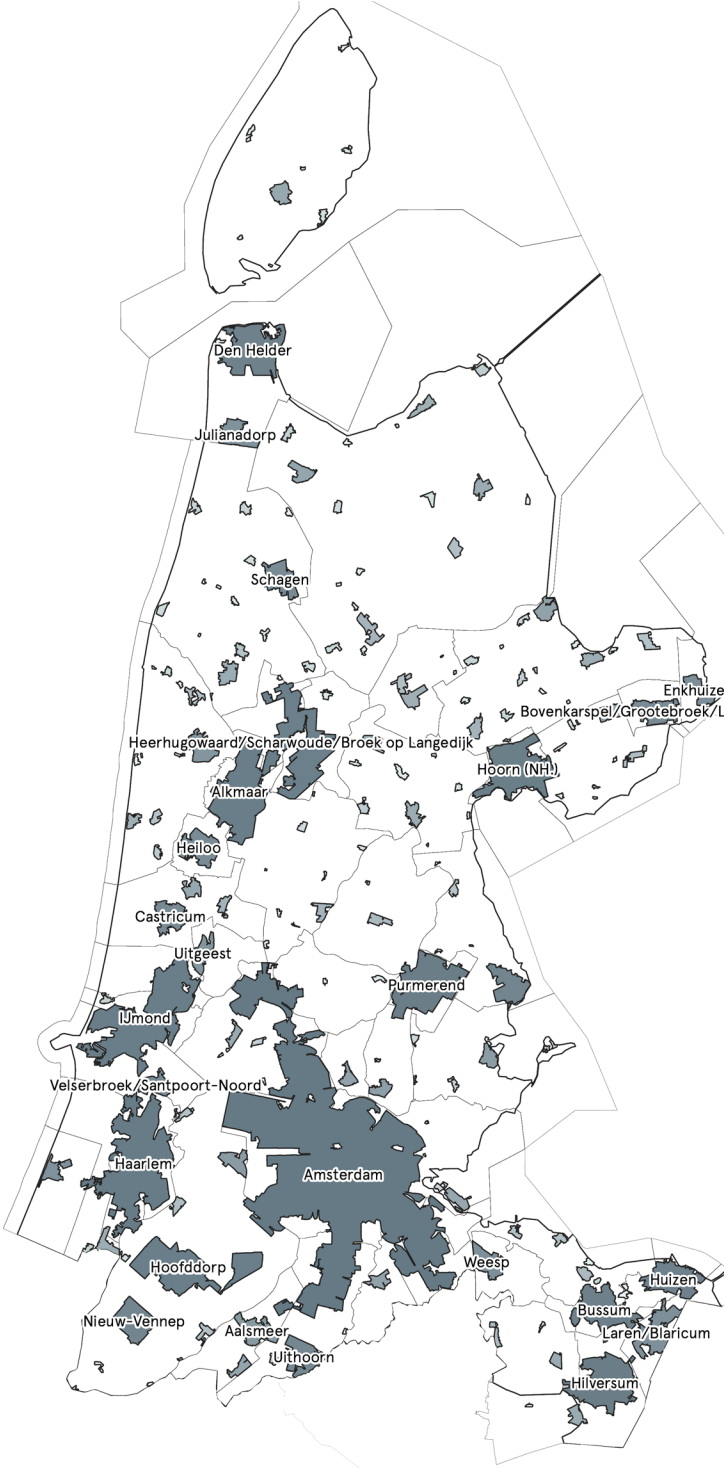 Den Helder
Julianadorp
Schagen
Enkhuize
Bovenkarspel/Grootebroek/L
Heerhugowaard/Scharwoude/Broek op Langedijk
Hoorn (NH.)
Alkmaar
Heiloo
Castricum
Uitgeest
Purmerend
IJmond
Velserbroek/Santpoort-Noord
Haarlem
Amsterdam
Weesp
Hoofddorp
Huizen
Bussum
Nieuw-Vennep
Aalsmeer
Laren/Blaricum
Uithoorn
Hilversum